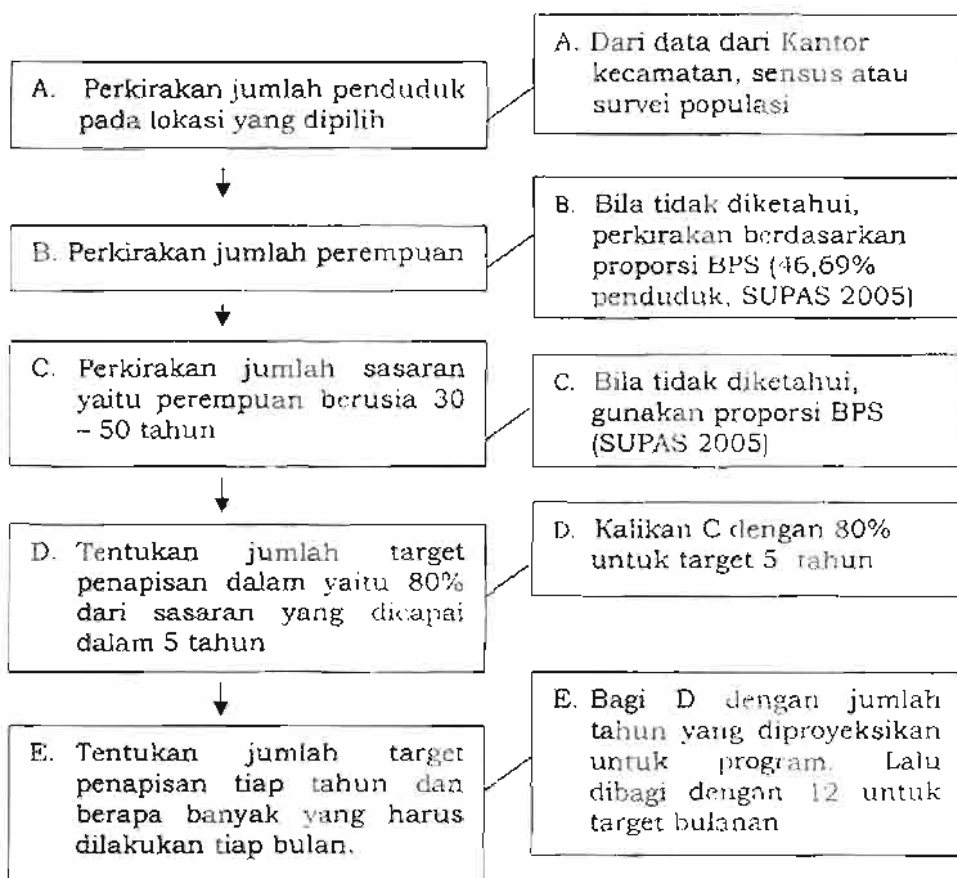 A. Perkirakan jumlah penduduk
pada lokasi yang dipilih
A. Dari data dari Kantor
kecamatan, sensus atau
survei populasi
B. Perkirakan jumlah perempuan
B. Bila tidak diketahui,
perkirakan berdasarkan
proporsi BPS (46,69%
penduduk, SUPAS 2005)
C. Perkirakan jumlah sasaran
yaitu perempuan berusia 30
– 50 tahun
C. Bila tidak diketahui,
gunakan proporsi BPS
(SUPAS 2005)
D. Tentukan jumlah target
penapisan dalam yaitu 80%
dari sasaran yang dicapai
dalam 5 tahun
D. Kalikan C dengan 80%
untuk target 5 tahun
E. Tentukan jumlah target
penapisan tiap tahun dan
berapa banyak yang harus
dilakukan tiap bulan.
E. Bagi D dengan jumlah
tahun yang diproyeksikan
untuk program. Lalu
dibagi dengan 12 untuk
target bulanan